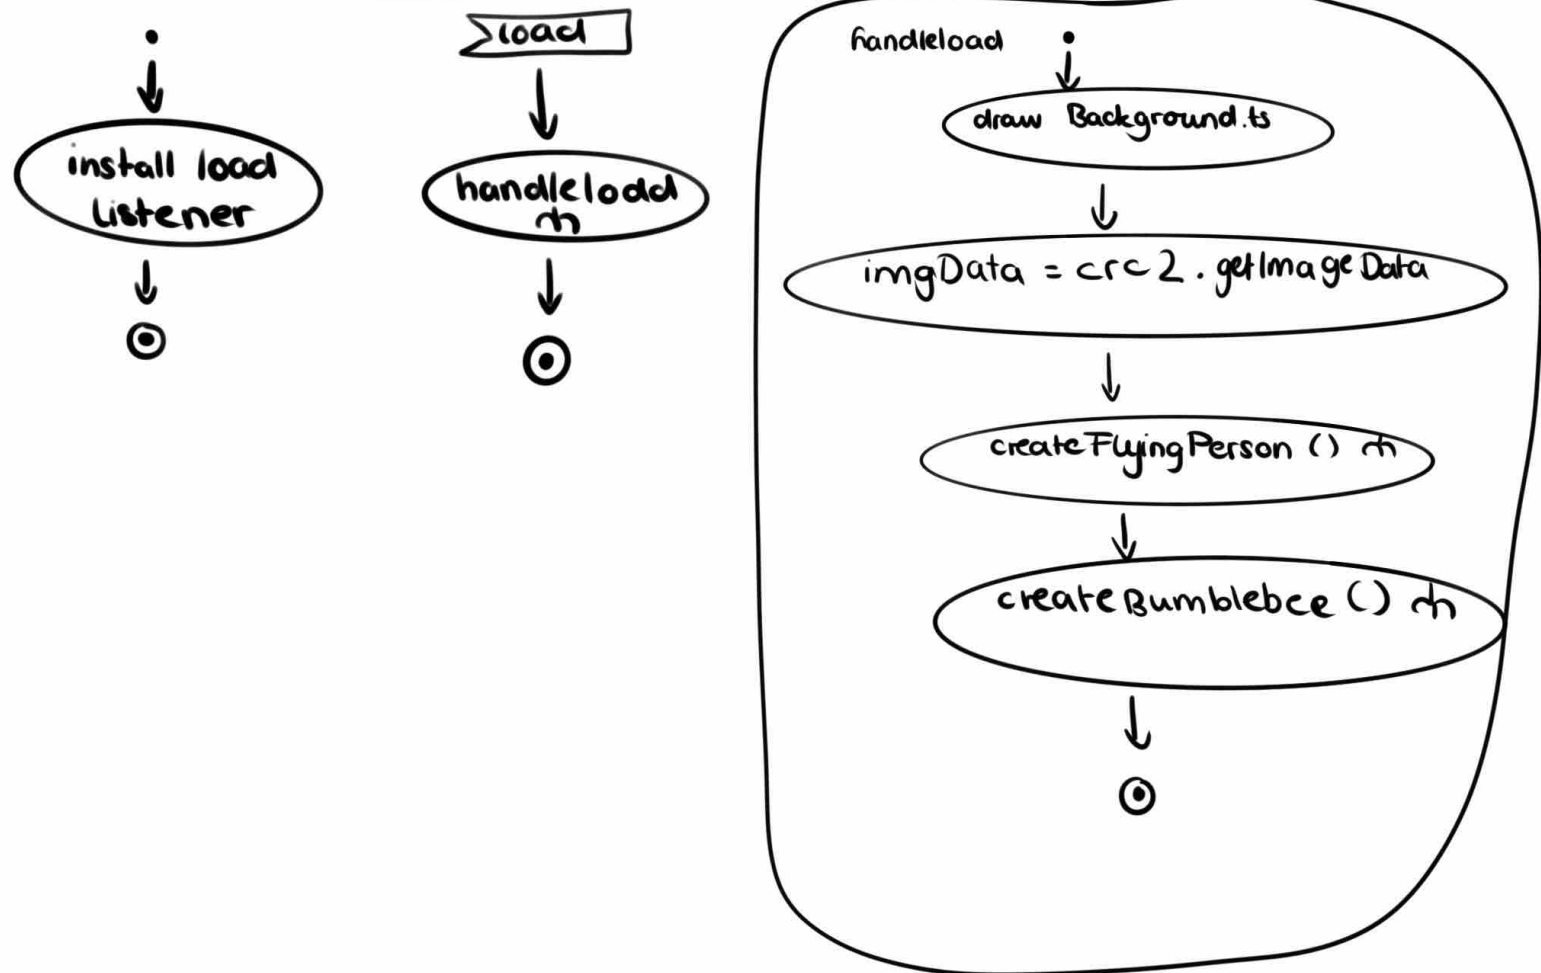 install load
Listener
load
handleload
handleload
draw Background.ts
imgData = crc2.getImageData
createFlyingPerson ()
createBumblebee ()